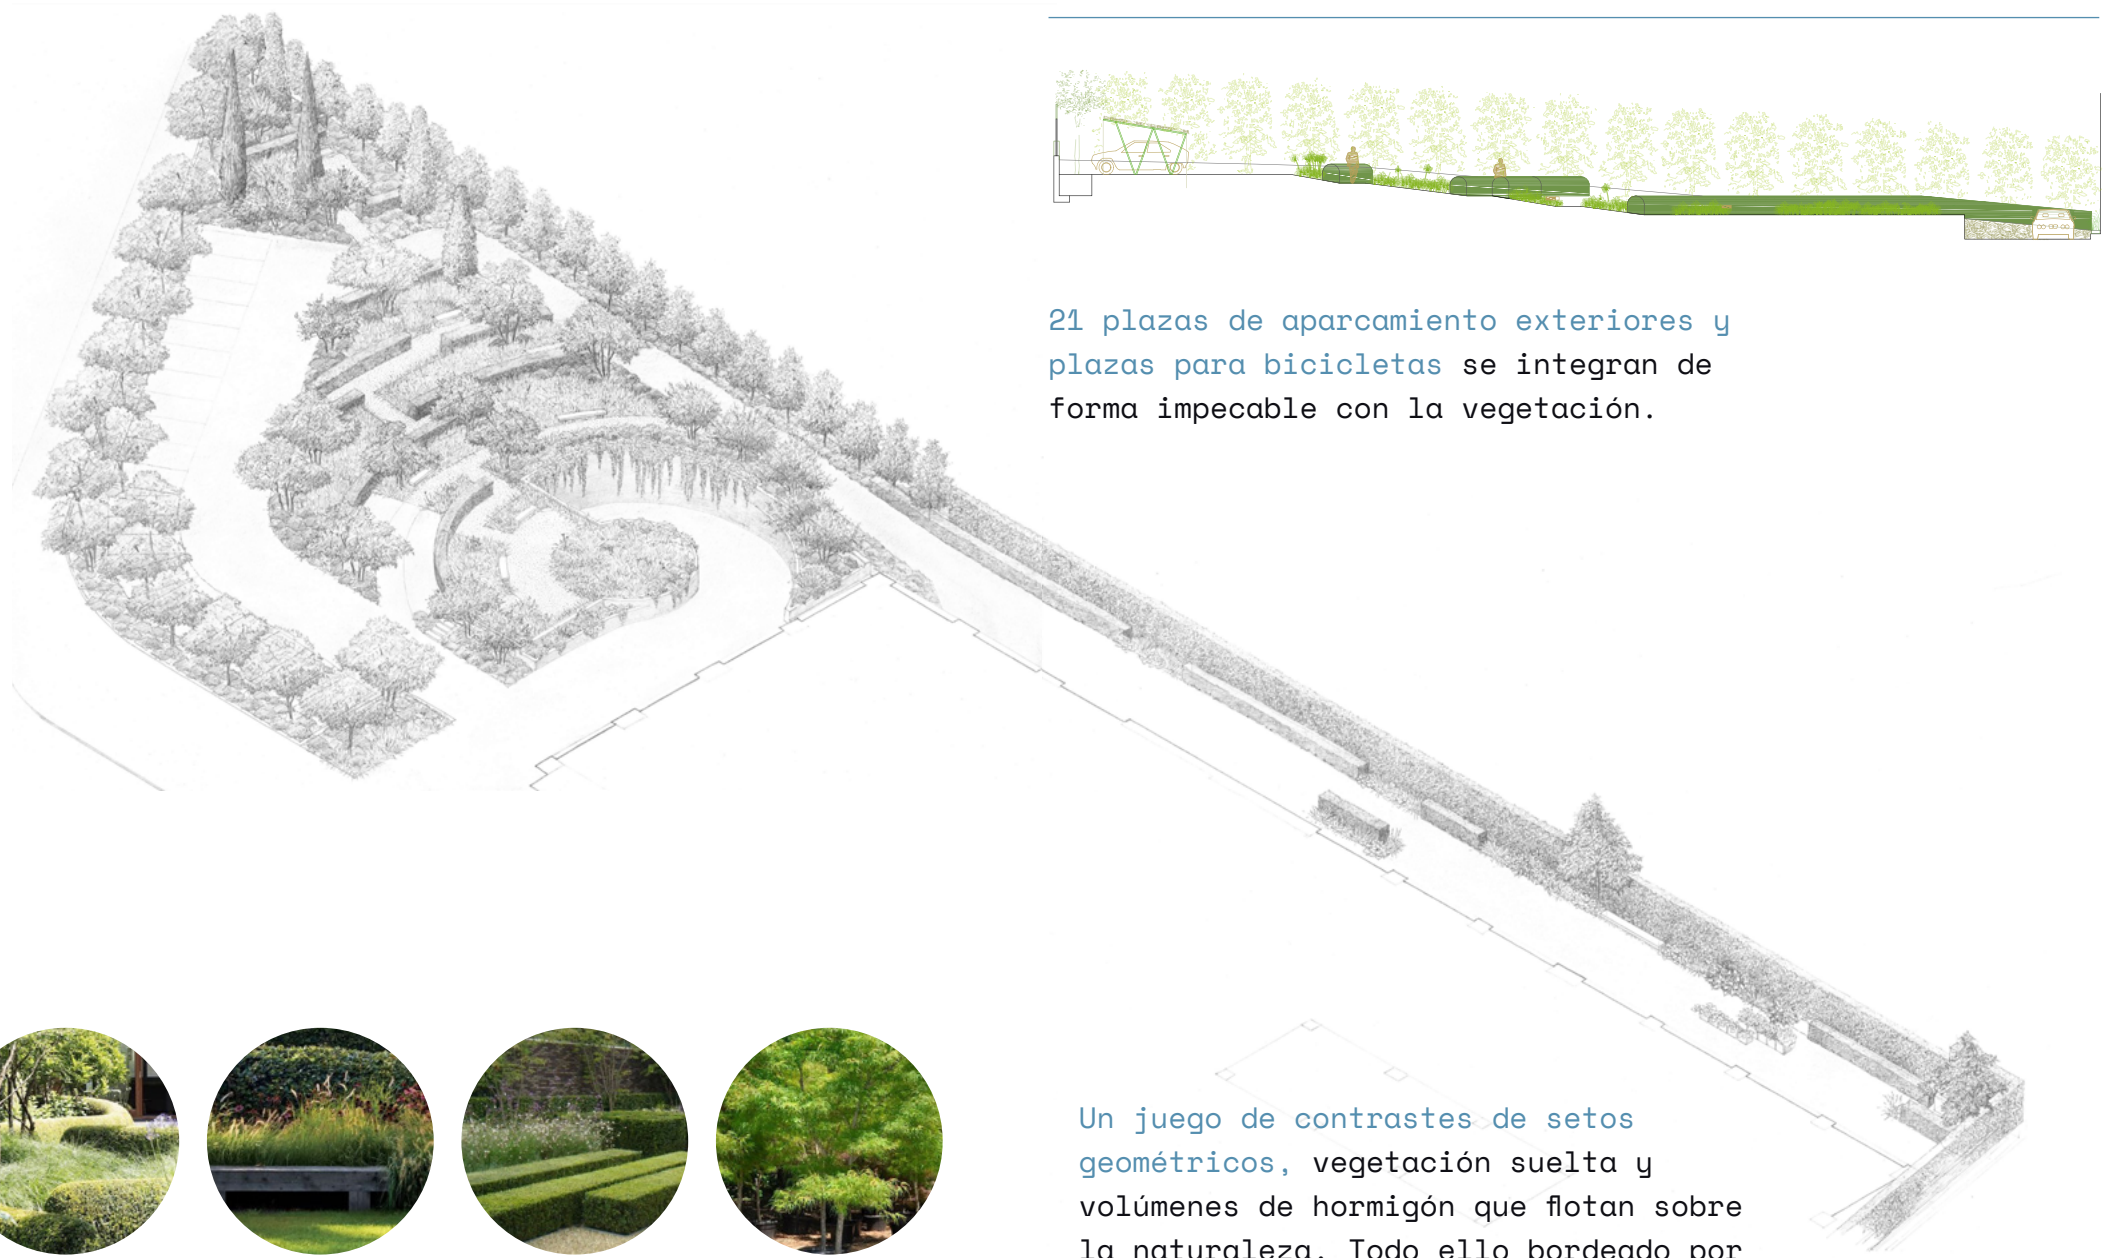 21 plazas de aparcamiento exteriores y
plazas para bicicletas se integran de
forma impecable con la vegetación.
Un juego de contrastes de setos
geométricos, vegetación suelta y
volúmenes de hormigón que flotan sobre
la naturaleza. Todo ello bordeado por